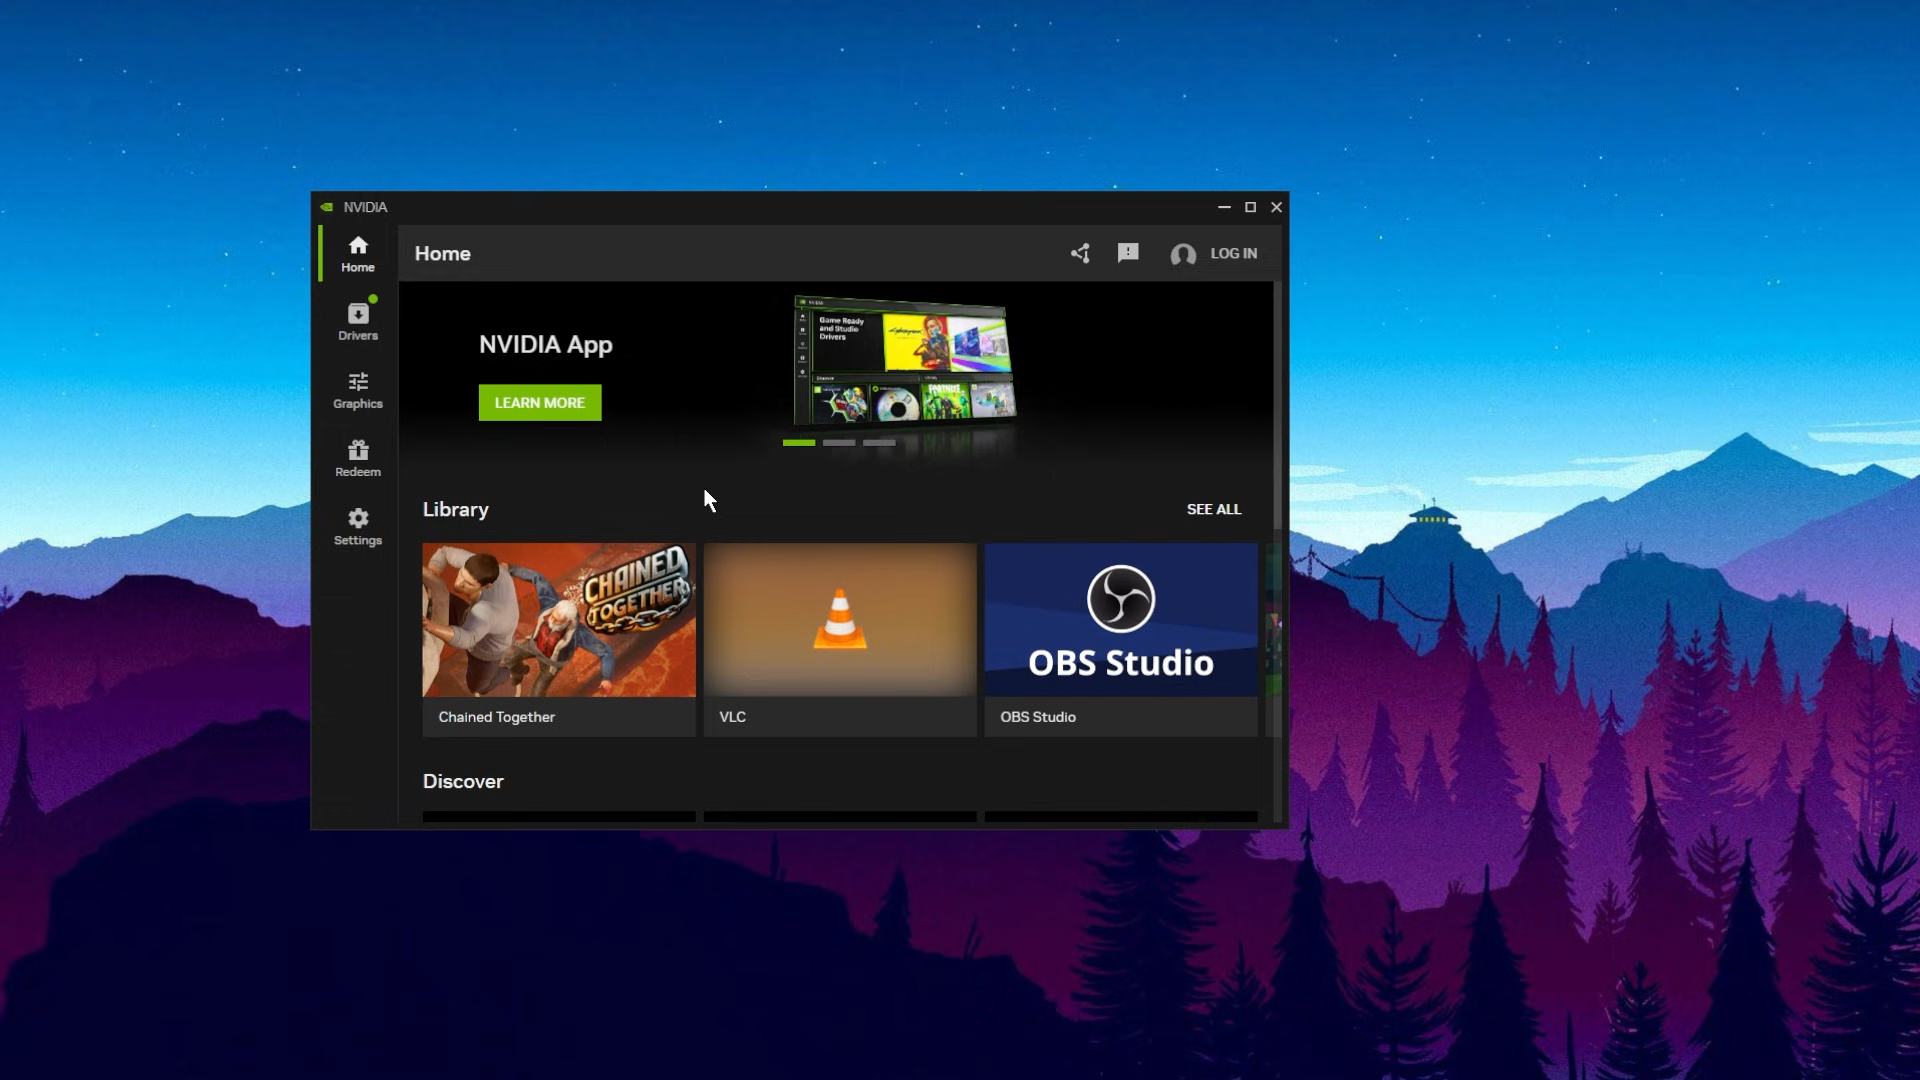 NVIDIA
Home
Home
LOG IN
Drivers
Graphics
Redeem
Settings
NVIDIA App
LEARN MORE
Game Ready
and Studio
Drivers
Library
SEE ALL
CHAINED
TOGETHER
OBS Studio
Chained Together
VLC
OBS Studio
Discover